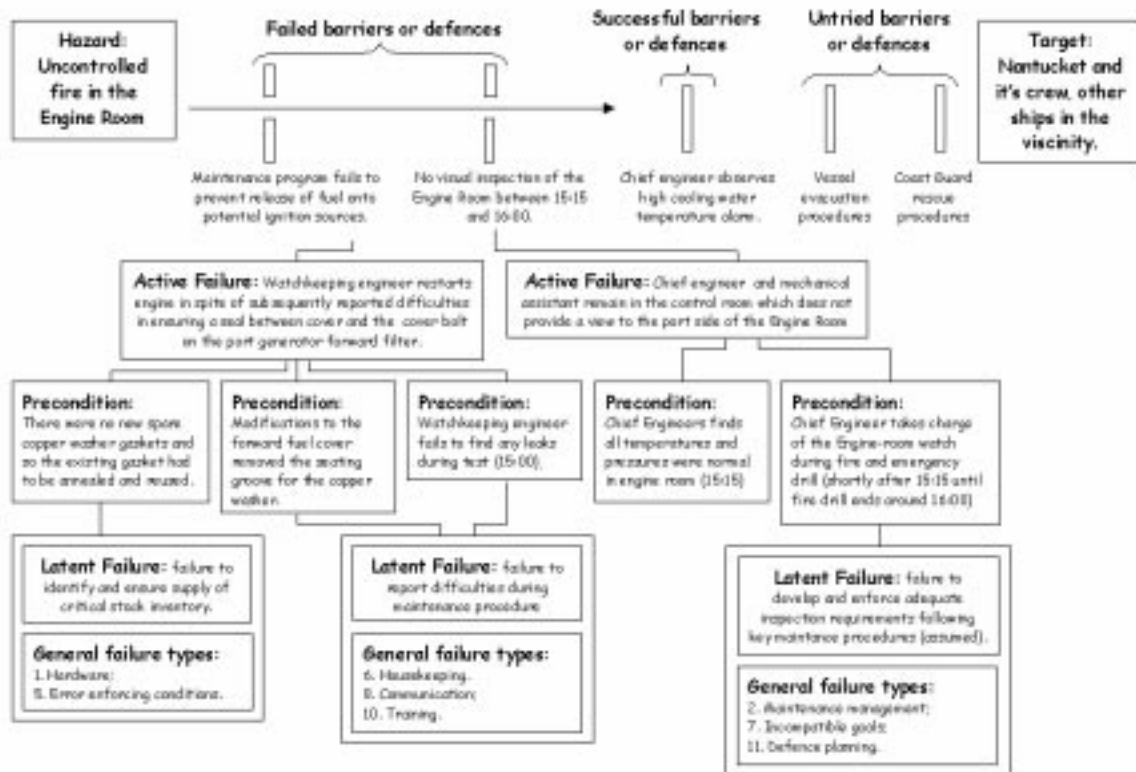 Hazard:
Uncontrolled
fire in the
Engine Room
Failed barriers or defences
Successful barriers
or defences
Untried barriers
or defences
Target:
Nantucket and
it's crew, other
ships in the
viscinity.
Maintenance program fails to
prevent release of fuel onto
potential ignition sources.
No visual inspection of the
Engine Room between 15:15
and 16:00.
Chief engineer observes
high cooling water
temperature alarm.
Vessel
evacuation
procedures
Coast Guard
rescue
procedures
Active Failure: Watchkeeping engineer restarts
engine in spite of subsequently reported difficulties
in ensuring a seal between cover and the cover bolt
on the port generator forward filter.
Active Failure: Chief engineer and mechanical
assistant remain in the control room which does not
provide a view to the port side of the Engine Room
Precondition:
There were no new spare
copper washer gaskets and
so the existing gasket had
to be annealed and reused.
Precondition:
Modifications to the
forward fuel cover
removed the seating
groove for the copper
washer.
Precondition:
Watchkeeping engineer
fails to find any leaks
during test (15:00).
Precondition:
Chief Engineers finds
all temperatures and
pressures were normal
in engine room (15:15)
Precondition:
Chief Engineer takes charge
of the Engine-room watch
during fire and emergency
drill (shortly after 15:15 until
fire drill ends around 16:00)
Latent Failure: failure to
identify and ensure supply of
critical stock inventory.
General failure types:
1. Hardware;
5. Error enforcing conditions.
Latent Failure: failure to
report difficulties during
maintenance procedure
General failure types:
6. Housekeeping.
8. Communication;
10. Training.
Latent Failure: failure to
develop and enforce adequate
inspection requirements following
key maintance procedures (assumed).
General failure types:
2. Maintenance management;
7. Incompatible goals;
11. Defence planning.